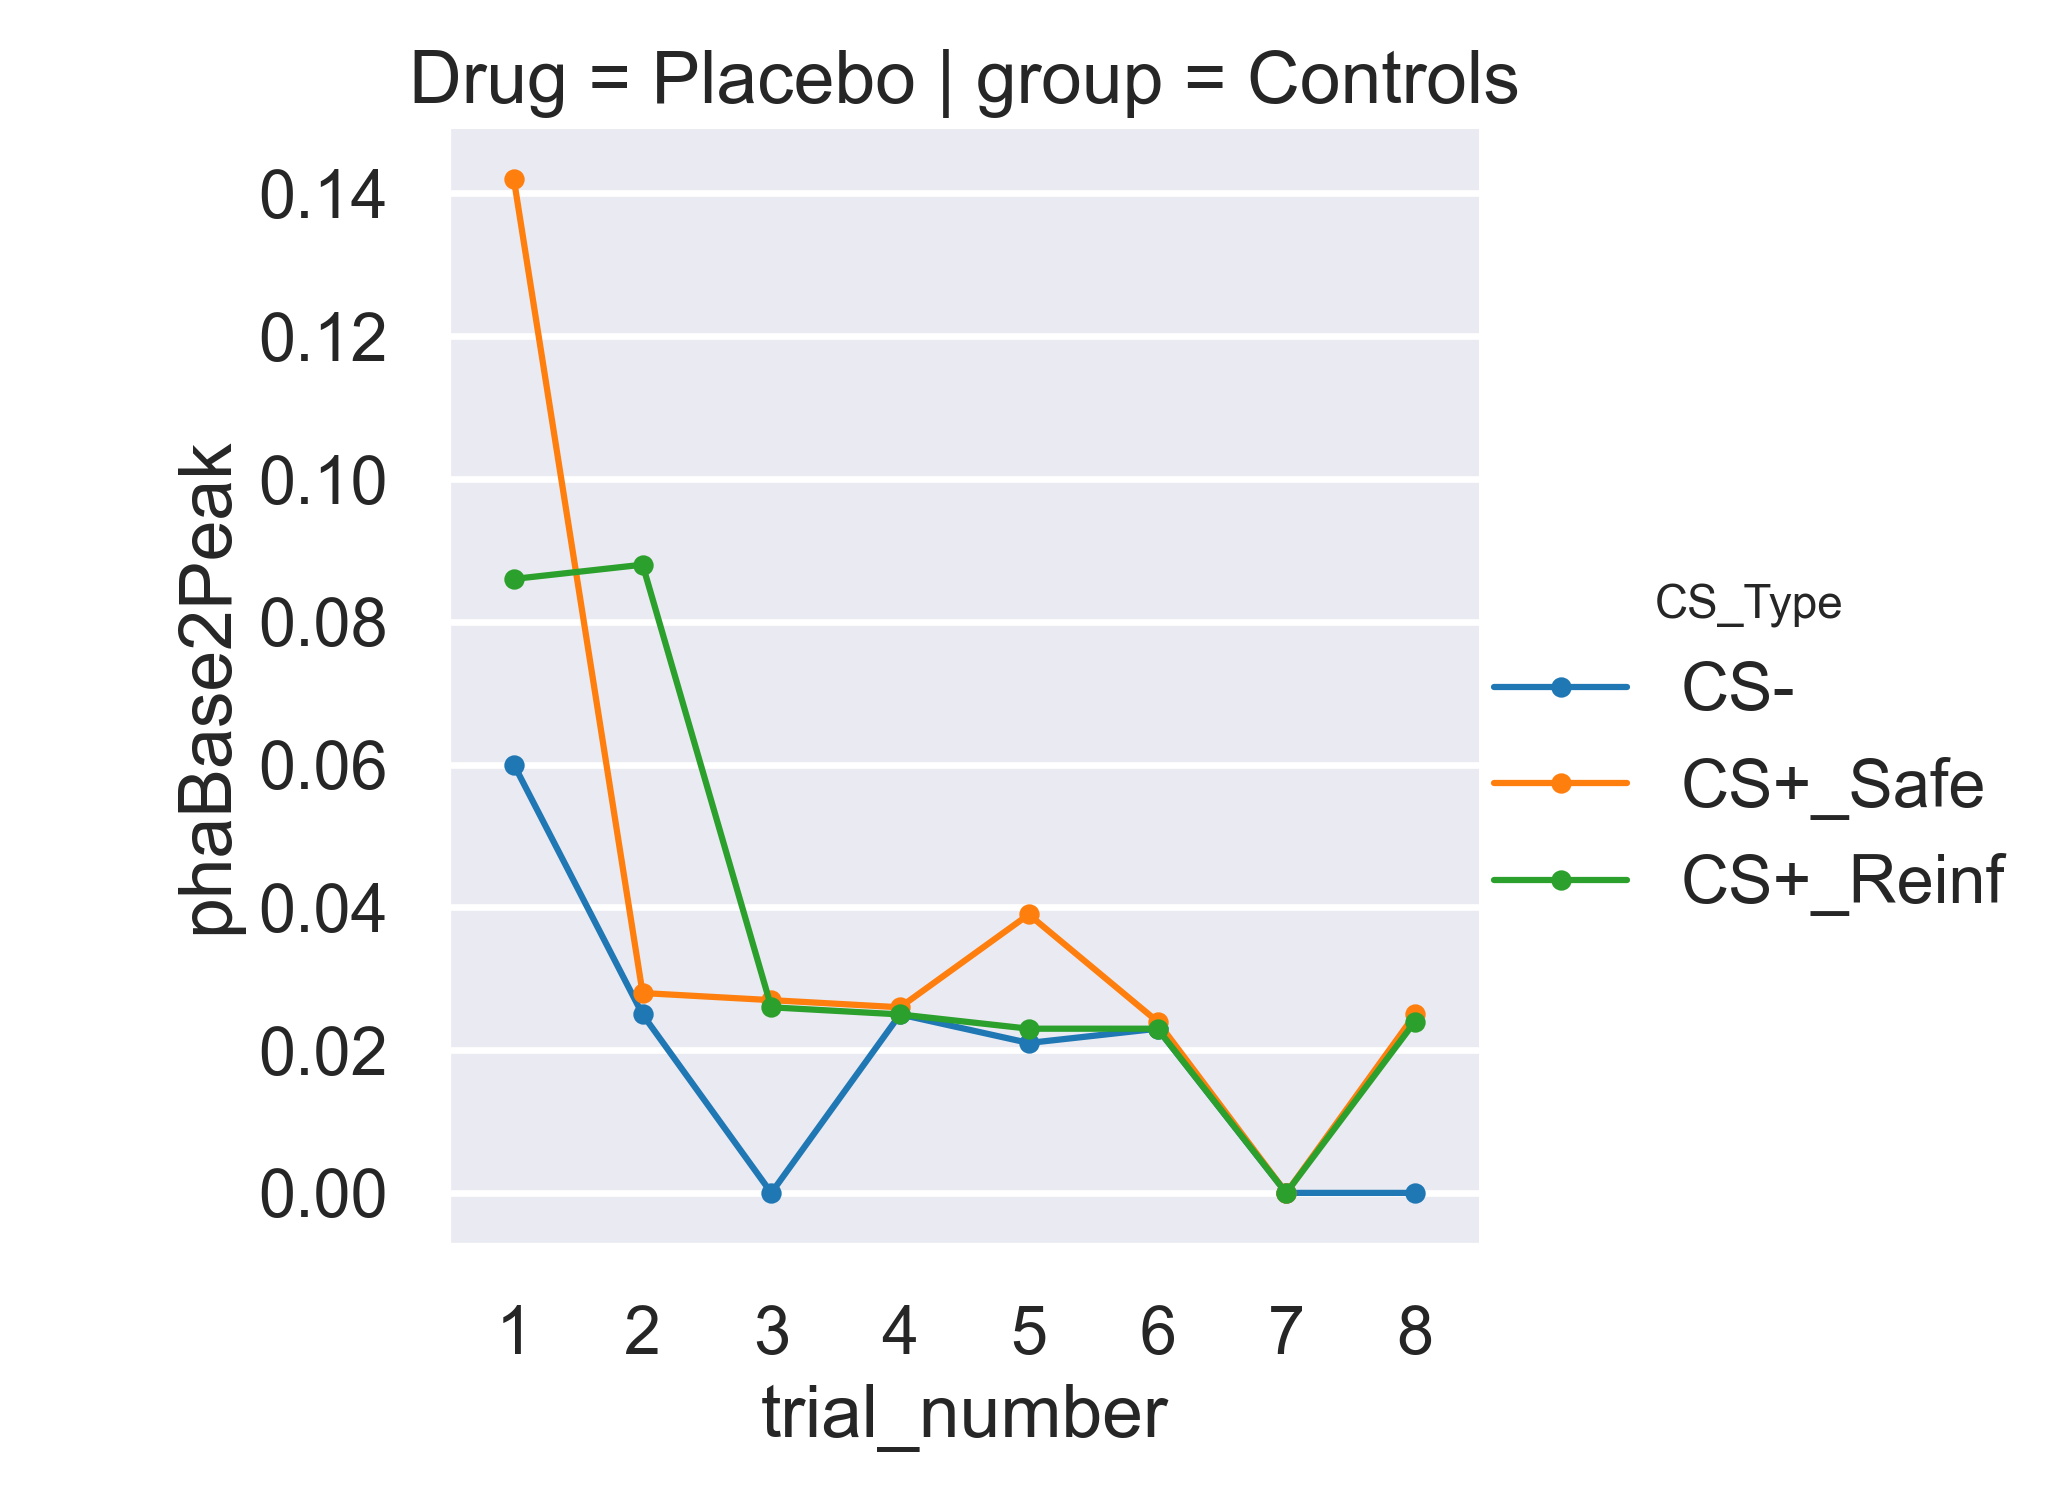 Drug = Placebo | group = Controls
0.14
0.12
0.10
0.08
0.06
0.04
0.02
0.00
phaBase2Peak
1 2 3 4 5 6 7 8
trial_number
CS_Type
CS-
CS+_Safe
CS+_Reinf